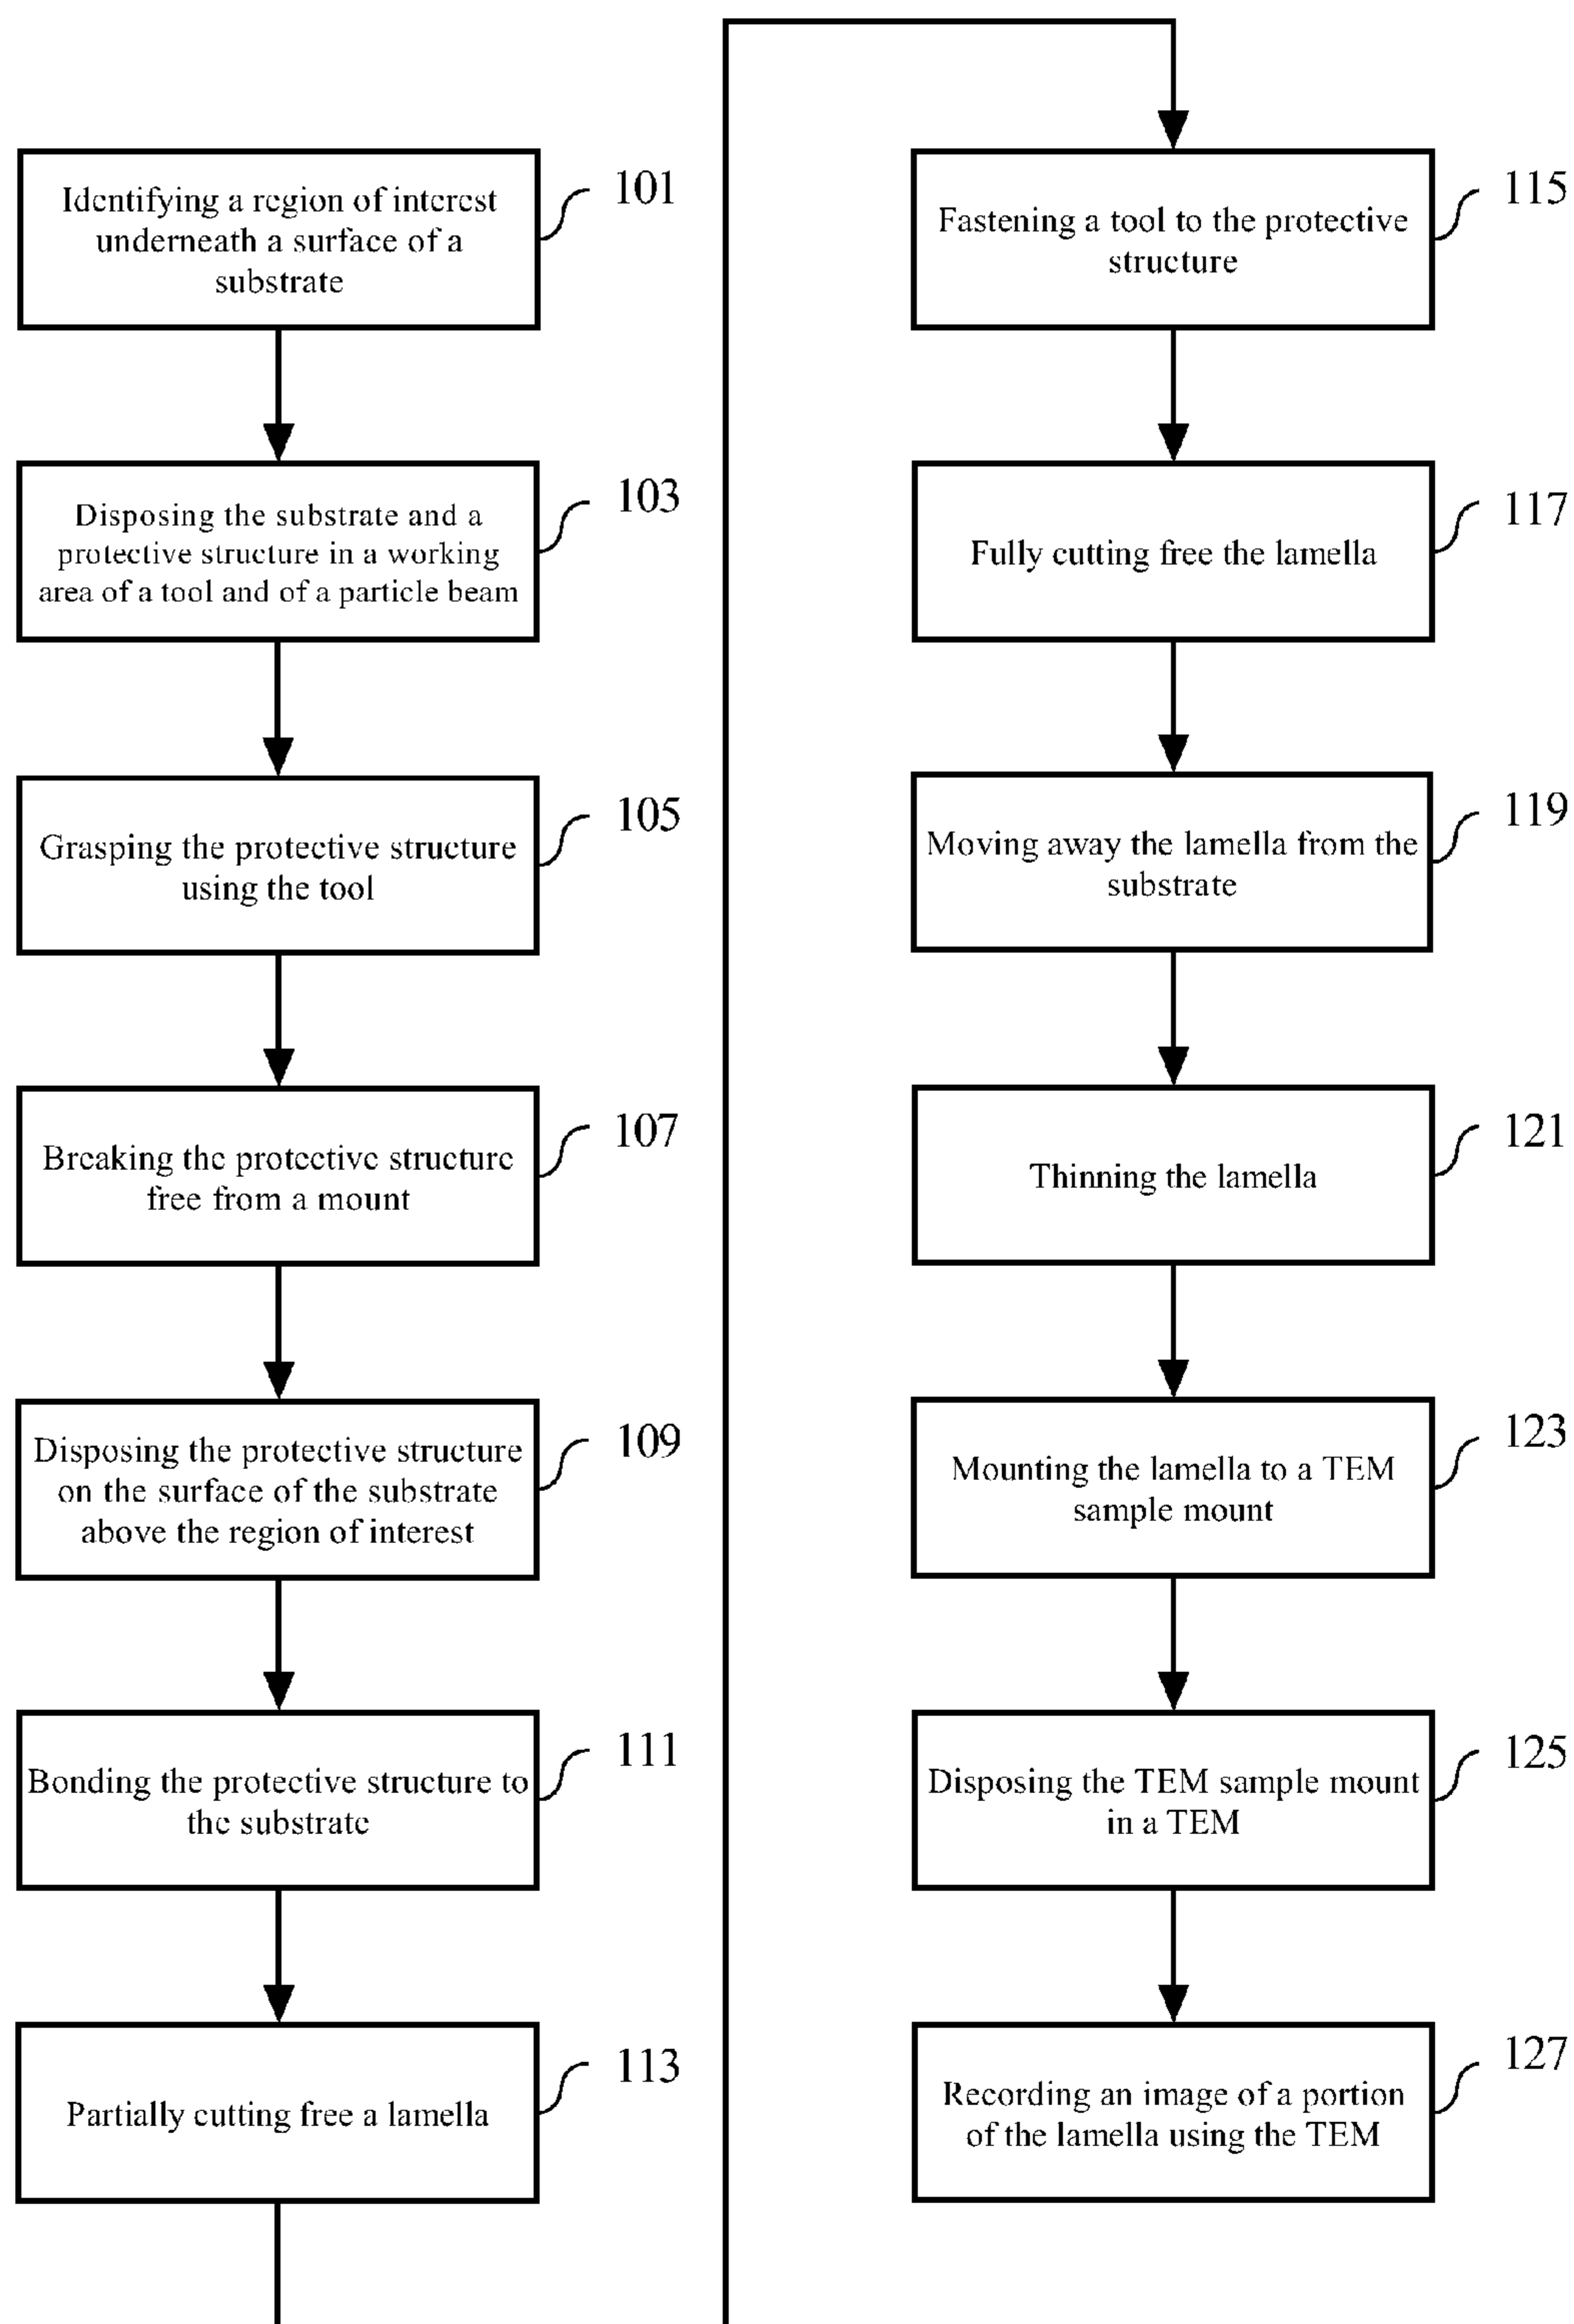 Identifying a region of interest
underneath a surface of a
substrate
101
Disposing the substrate and a
protective structure in a working
area of a tool and of a particle beam
103
Grasping the protective structure
using the tool
105
Breaking the protective structure
free from a mount
107
Disposing the protective structure
on the surface of the substrate
above the region of interest
109
Bonding the protective structure to
the substrate
111
Partially cutting free a lamella
113
Fastening a tool to the protective
structure
115
Fully cutting free the lamella
117
Moving away the lamella from the
substrate
119
Thinning the lamella
121
Mounting the lamella to a TEM
sample mount
123
Disposing the TEM sample mount
in a TEM
125
Recording an image of a portion
of the lamella using the TEM
127